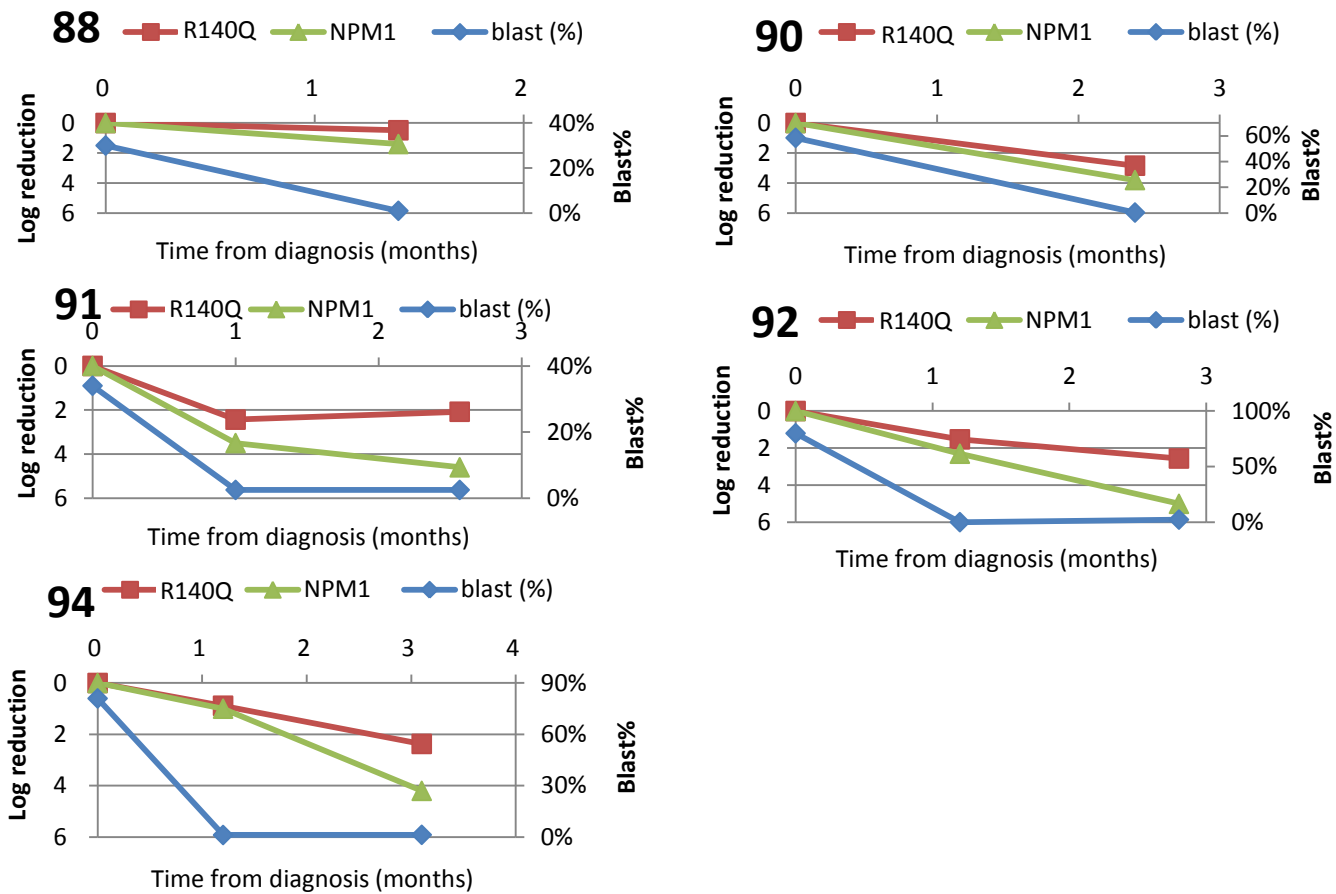 88 R140Q NPM1 blast (%)
0 1 2
Log reduction
0 2 4 6
40% 20% 0%
Blast%
Time from diagnosis (months)
90 R140Q NPM1 blast (%)
0 1 2 3
Log reduction
0 2 4 6
60% 40% 20% 0%
Blast%
Time from diagnosis (months)
91 R140Q NPM1 blast (%)
0 1 2 3
Log reduction
0 2 4 6
40% 20% 0%
Blast%
Time from diagnosis (months)
92 R140Q NPM1 blast (%)
0 1 2 3
Log reduction
0 2 4 6
100% 50% 0%
Blast%
Time from diagnosis (months)
94 R140Q NPM1 blast (%)
0 1 2 3 4
Log reduction
0 2 4 6
90% 60% 30% 0%
Blast%
Time from diagnosis (months)